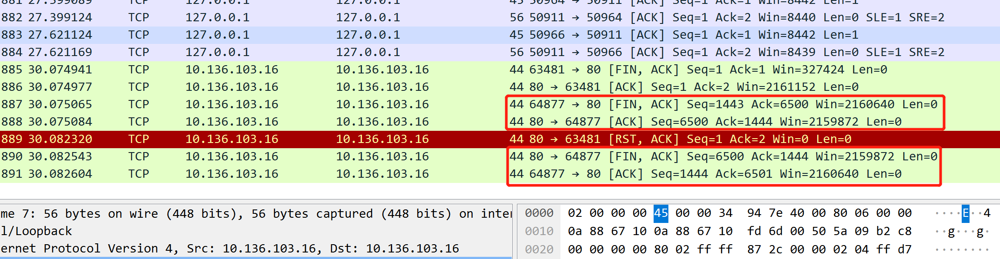 881 27.399089 TCP 127.0.0.1 127.0.0.1 45 50964 → 50911 [ACK] Seq=1 Ack=1 Win=8442 Len=1
882 27.399124 TCP 127.0.0.1 127.0.0.1 56 50911 → 50964 [ACK] Seq=1 Ack=2 Win=8440 Len=0 SLE=1 SRE=2
883 27.621124 TCP 127.0.0.1 127.0.0.1 45 50966 → 50911 [ACK] Seq=1 Ack=1 Win=8442 Len=1
884 27.621169 TCP 127.0.0.1 127.0.0.1 56 50911 → 50966 [ACK] Seq=1 Ack=2 Win=8439 Len=0 SLE=1 SRE=2
885 30.074941 TCP 10.136.103.16 10.136.103.16 44 63481 → 80 [FIN, ACK] Seq=1 Ack=1 Win=327424 Len=0
886 30.074977 TCP 10.136.103.16 10.136.103.16 44 80 → 63481 [ACK] Seq=1 Ack=2 Win=2161152 Len=0
887 30.075065 TCP 10.136.103.16 10.136.103.16 44 64877 → 80 [FIN, ACK] Seq=1443 Ack=6500 Win=2160640 Len=0
888 30.075084 TCP 10.136.103.16 10.136.103.16 44 80 → 64877 [ACK] Seq=6500 Ack=1444 Win=2159872 Len=0
889 30.082320 TCP 10.136.103.16 10.136.103.16 44 80 → 63481 [RST, ACK] Seq=1 Ack=2 Win=0 Len=0
890 30.082543 TCP 10.136.103.16 10.136.103.16 44 80 → 64877 [FIN, ACK] Seq=6500 Ack=1444 Win=2159872 Len=0
891 30.082604 TCP 10.136.103.16 10.136.103.16 44 64877 → 80 [ACK] Seq=1444 Ack=6501 Win=2160640 Len=0
me 7: 56 bytes on wire (448 bits), 56 bytes captured (448 bits) on inter
l/Loopback
ernet Protocol Version 4, Src: 10.136.103.16, Dst: 10.136.103.16
0000 02 00 00 00 45 00 00 34 94 7e 40 00 80 06 00 00 ····E··4
0010 0a 88 67 10 0a 88 67 10 fd 6d 00 50 5a 09 b2 c8 ··g···g·
0020 00 00 00 00 80 02 ff ff 87 2c 00 00 02 04 ff d7 ········